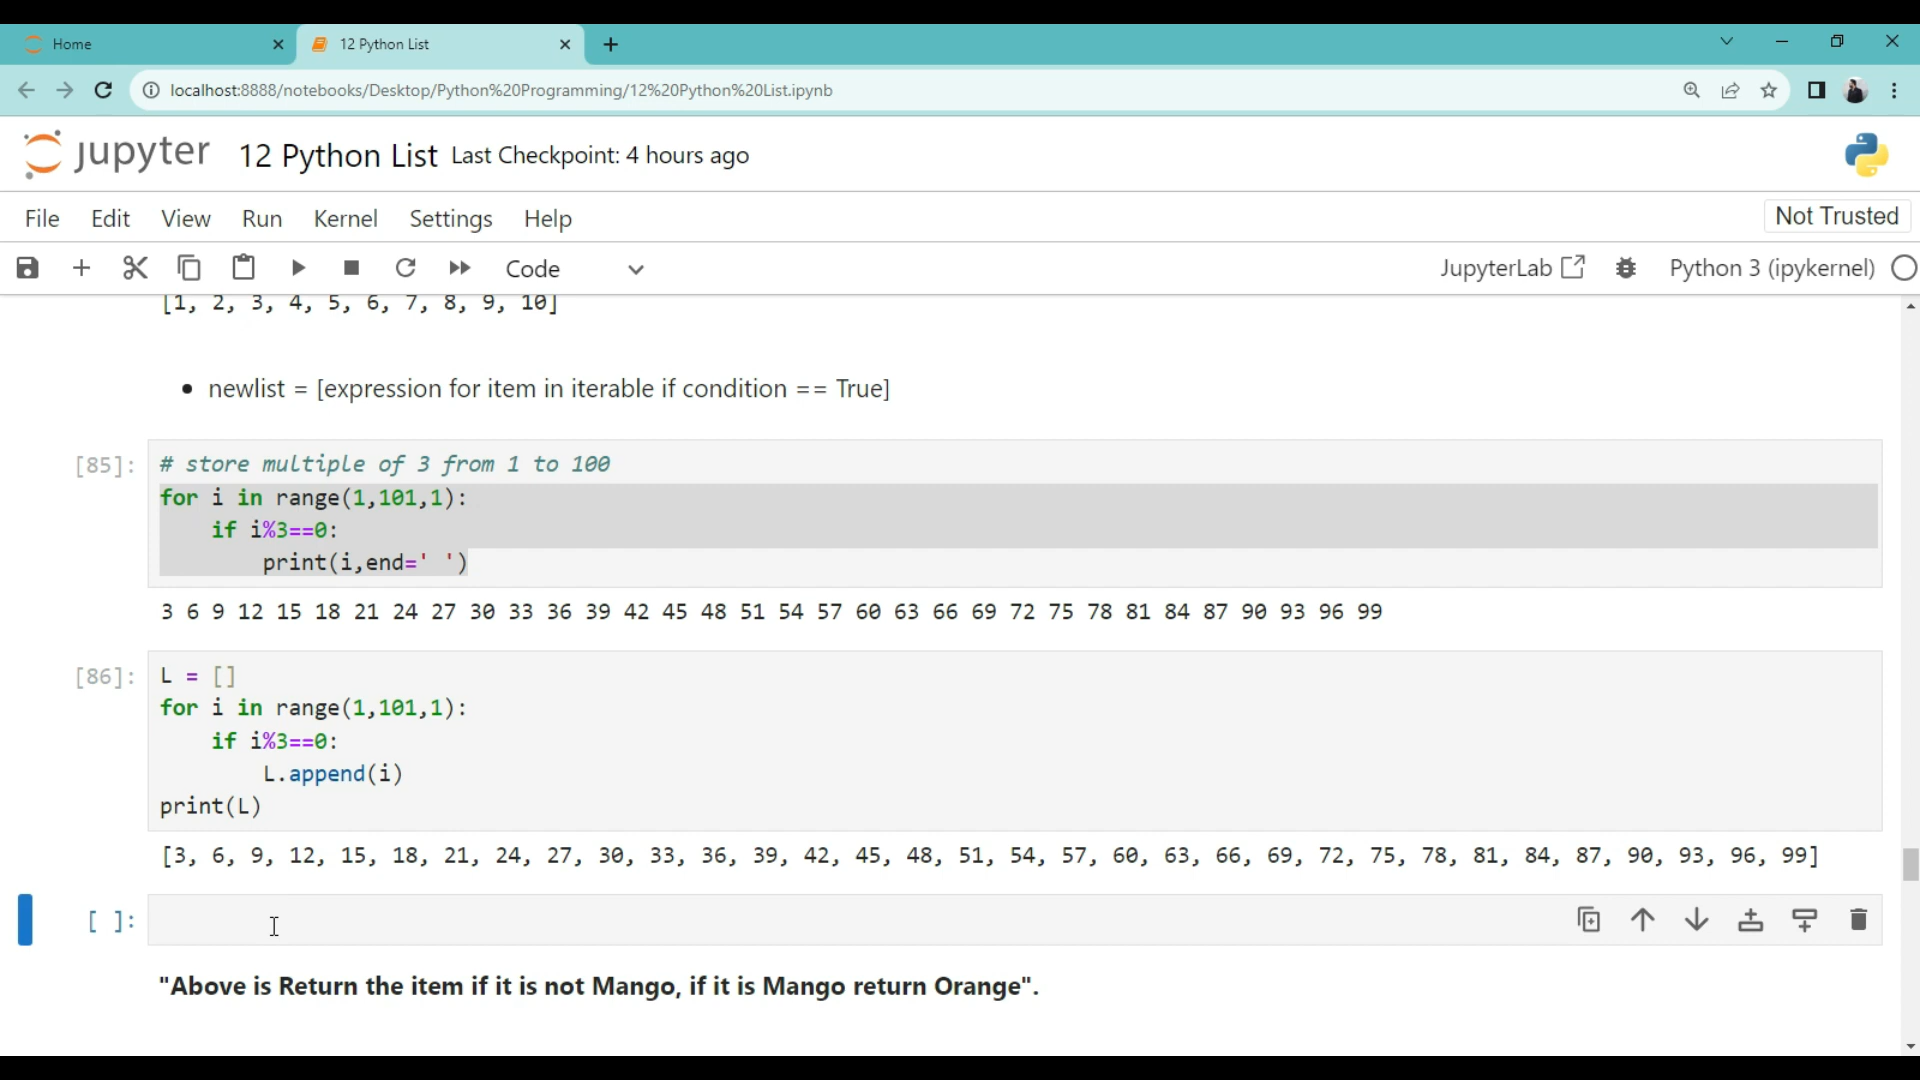 Home
12 Python List
localhost:8888/notebooks/Desktop/Python%20Programming/12%20Python%20List.ipynb
jupyter 12 Python List Last Checkpoint: 4 hours ago
File Edit View Run Kernel Settings Help Not Trusted
Code JupyterLab Python 3 (ipykernel)
[1, 2, 3, 4, 5, 6, 7, 8, 9, 10]
• newlist = [expression for item in iterable if condition == True]
[85]: # store multiple of 3 from 1 to 100
for i in range(1,101,1):
    if i%3==0:
        print(i,end=' ')
3 6 9 12 15 18 21 24 27 30 33 36 39 42 45 48 51 54 57 60 63 66 69 72 75 78 81 84 87 90 93 96 99
[86]: L = []
for i in range(1,101,1):
    if i%3==0:
        L.append(i)
print(L)
[3, 6, 9, 12, 15, 18, 21, 24, 27, 30, 33, 36, 39, 42, 45, 48, 51, 54, 57, 60, 63, 66, 69, 72, 75, 78, 81, 84, 87, 90, 93, 96, 99]
[ ]:
"Above is Return the item if it is not Mango, if it is Mango return Orange".